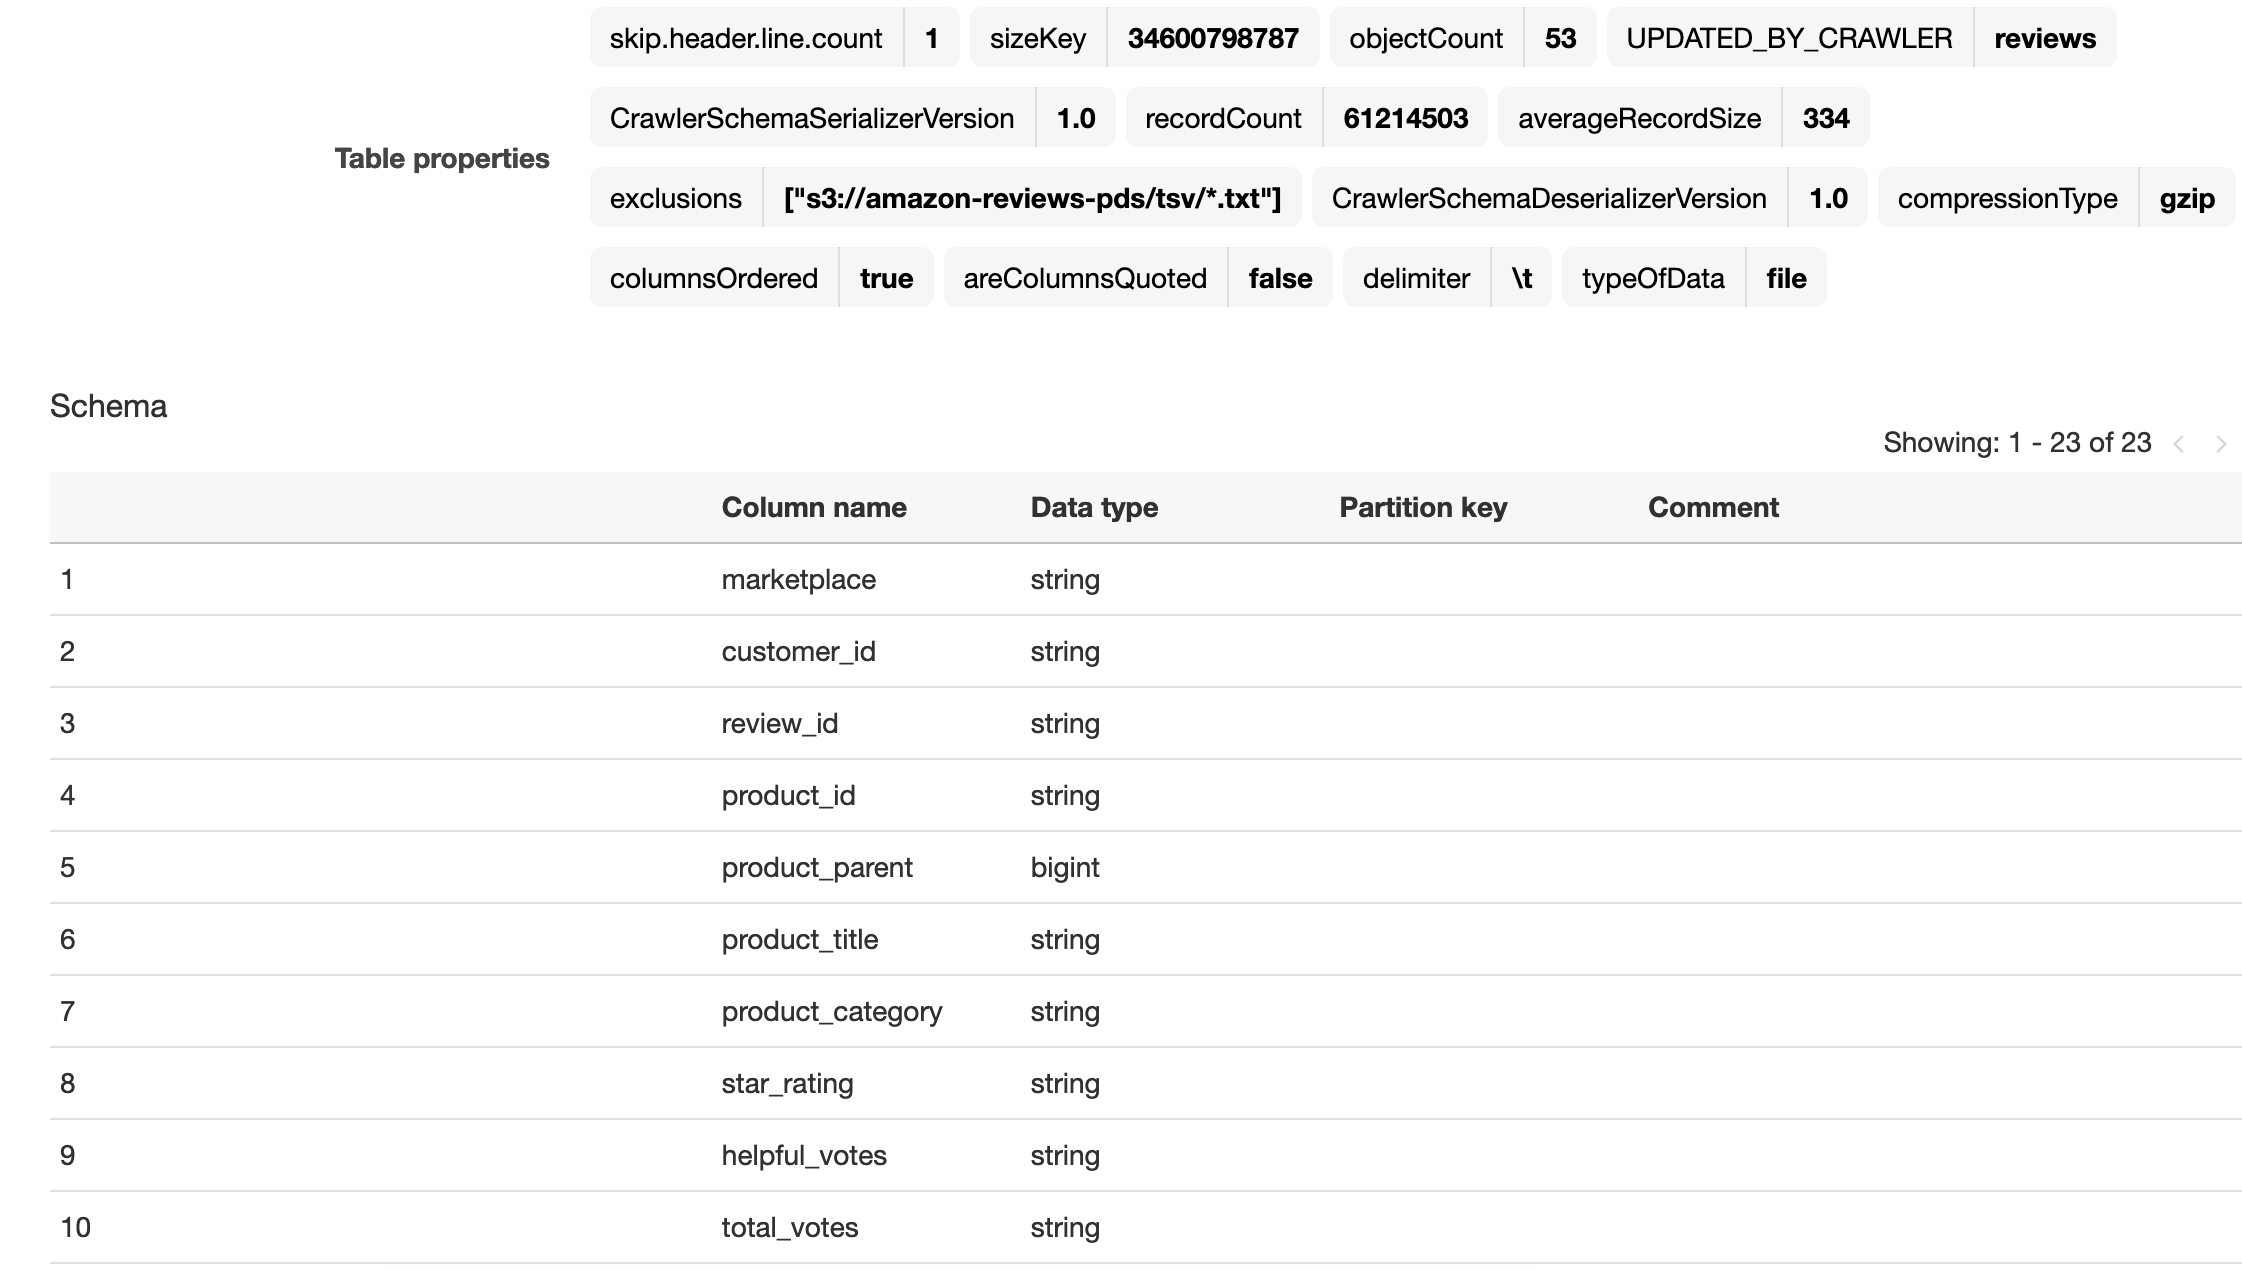 skip.header.line.count 1 sizeKey 34600798787 objectCount 53 UPDATED_BY_CRAWLER reviews
CrawlerSchemaSerializerVersion 1.0 recordCount 61214503 averageRecordSize 334
Table properties
exclusions ["s3://amazon-reviews-pds/tsv/*.txt"] CrawlerSchemaDeserializerVersion 1.0 compressionType gzip
columnsOrdered true areColumnsQuoted false delimiter \t typeOfData file
Schema
Showing: 1 - 23 of 23 < >
Column name Data type Partition key Comment
1 marketplace string
2 customer_id string
3 review_id string
4 product_id string
5 product_parent bigint
6 product_title string
7 product_category string
8 star_rating string
9 helpful_votes string
10 total_votes string